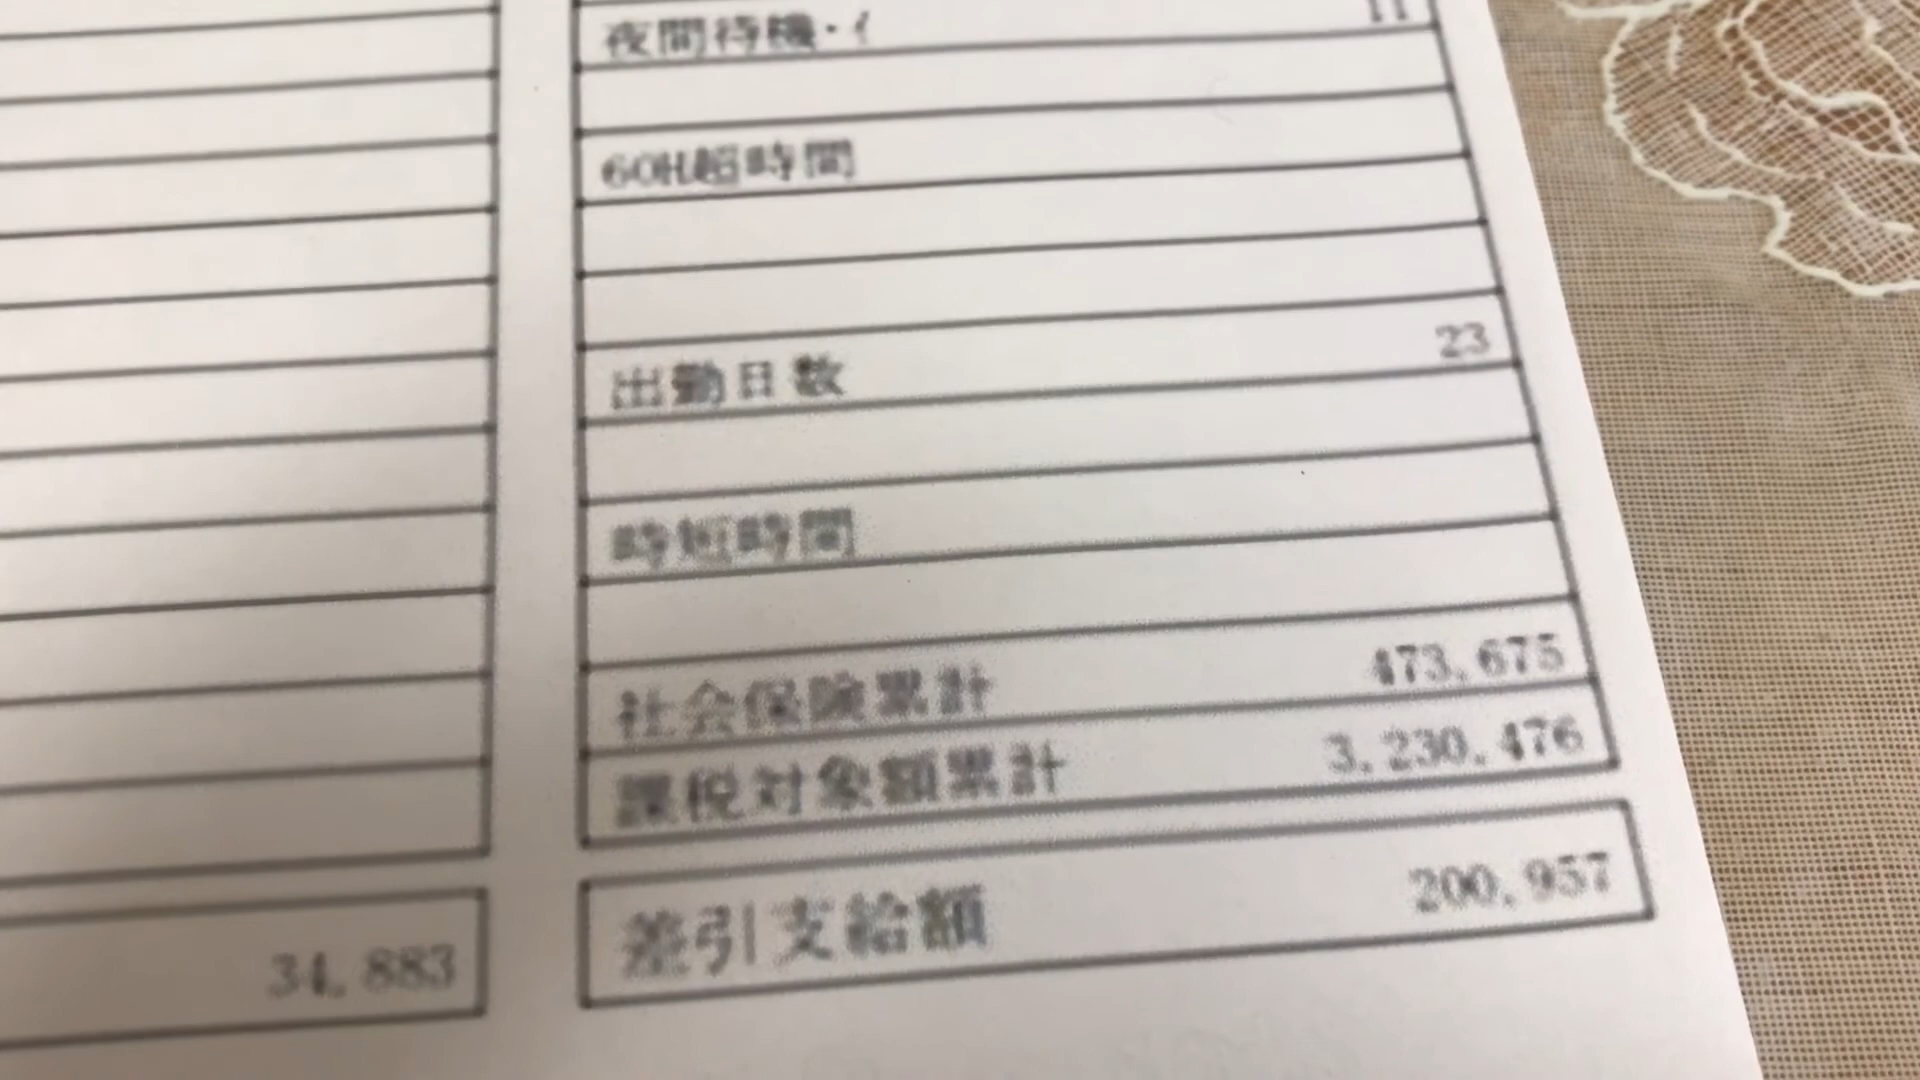 夜間待機・イ 11
60H超時間
出勤日数 23
時短時間
社会保険累計 473,675
課税対象額累計 3,230,476
差引支給額 200,957
34,883